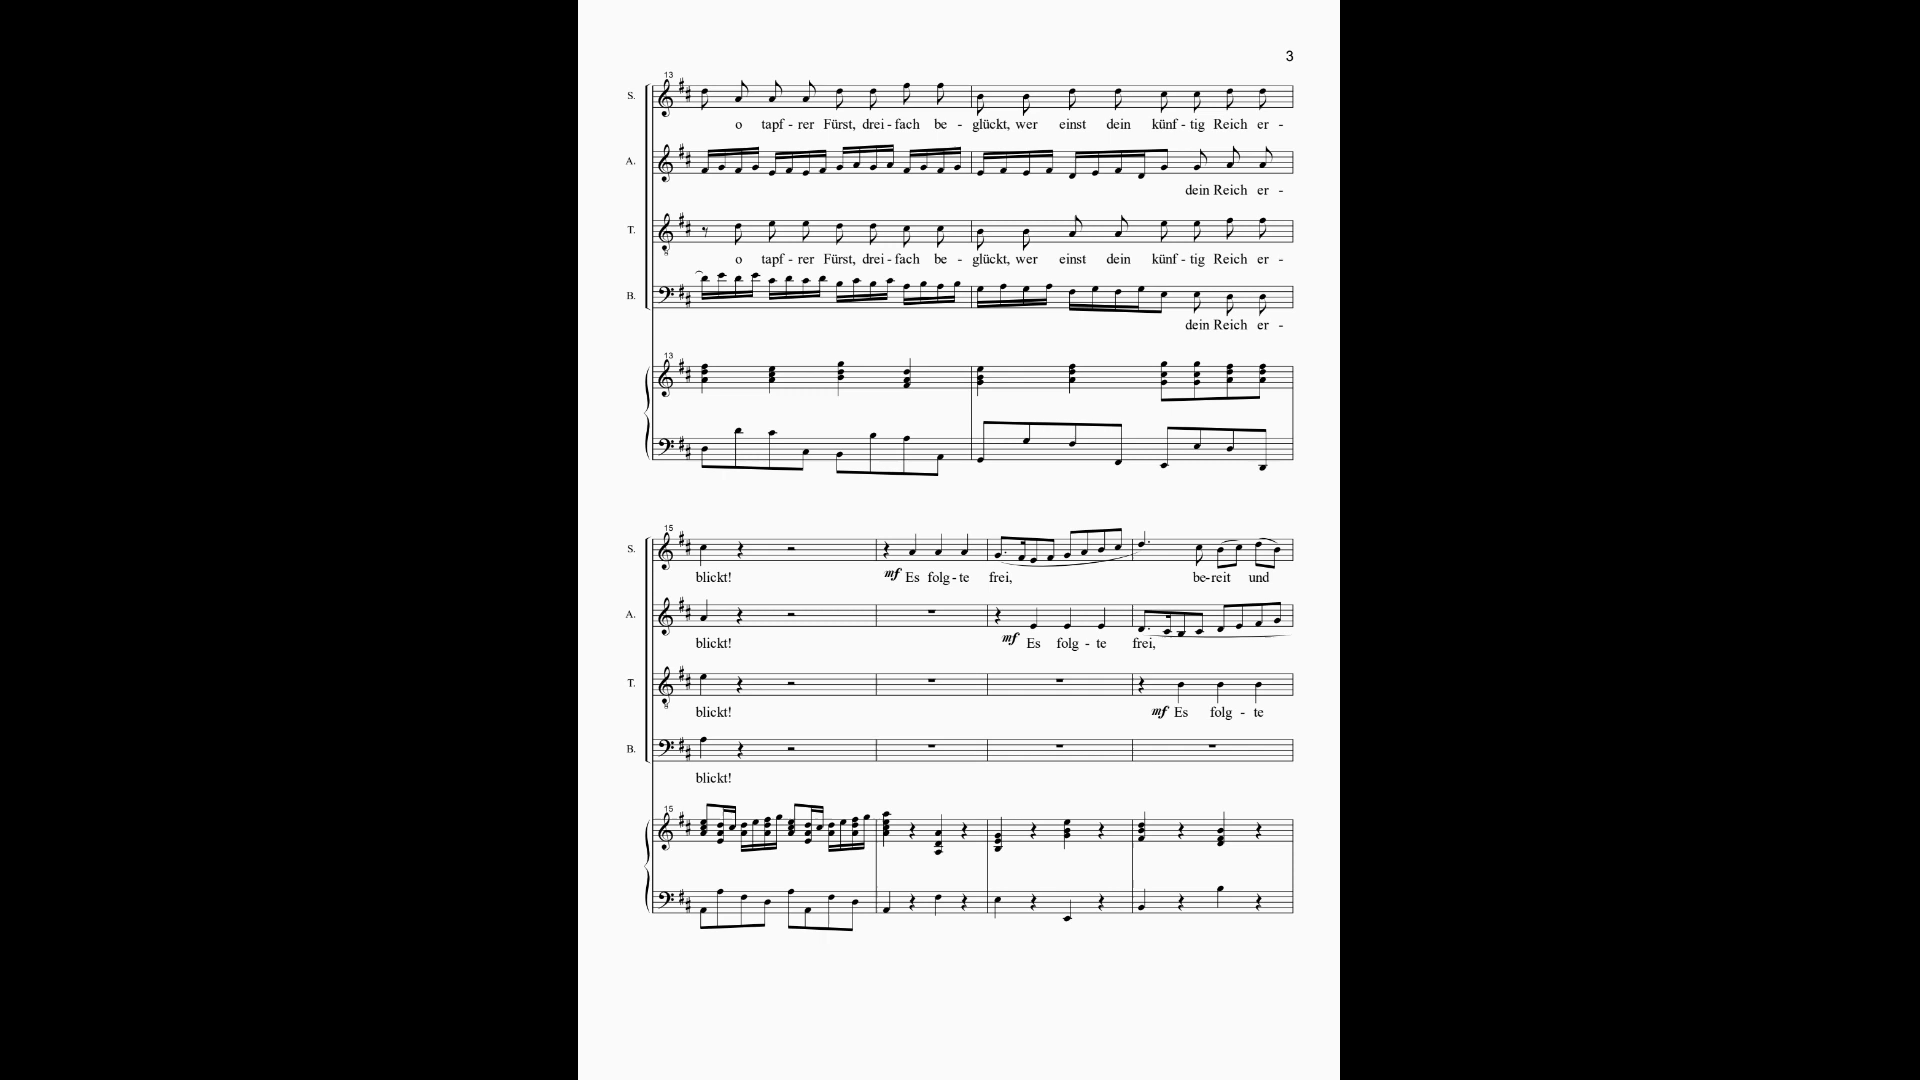 3
13
S.
o tapf - rer Fürst, drei - fach be - glückt, wer einst dein künf - tig Reich er -
A.
dein Reich er -
T.
o tapf - rer Fürst, drei - fach be - glückt, wer einst dein künf - tig Reich er -
B.
dein Reich er -
13
15
S.
blickt! mf Es folg - te frei, be - reit und
A.
blickt! mf Es folg - te frei,
T.
blickt! mf Es folg - te
B.
blickt!
15